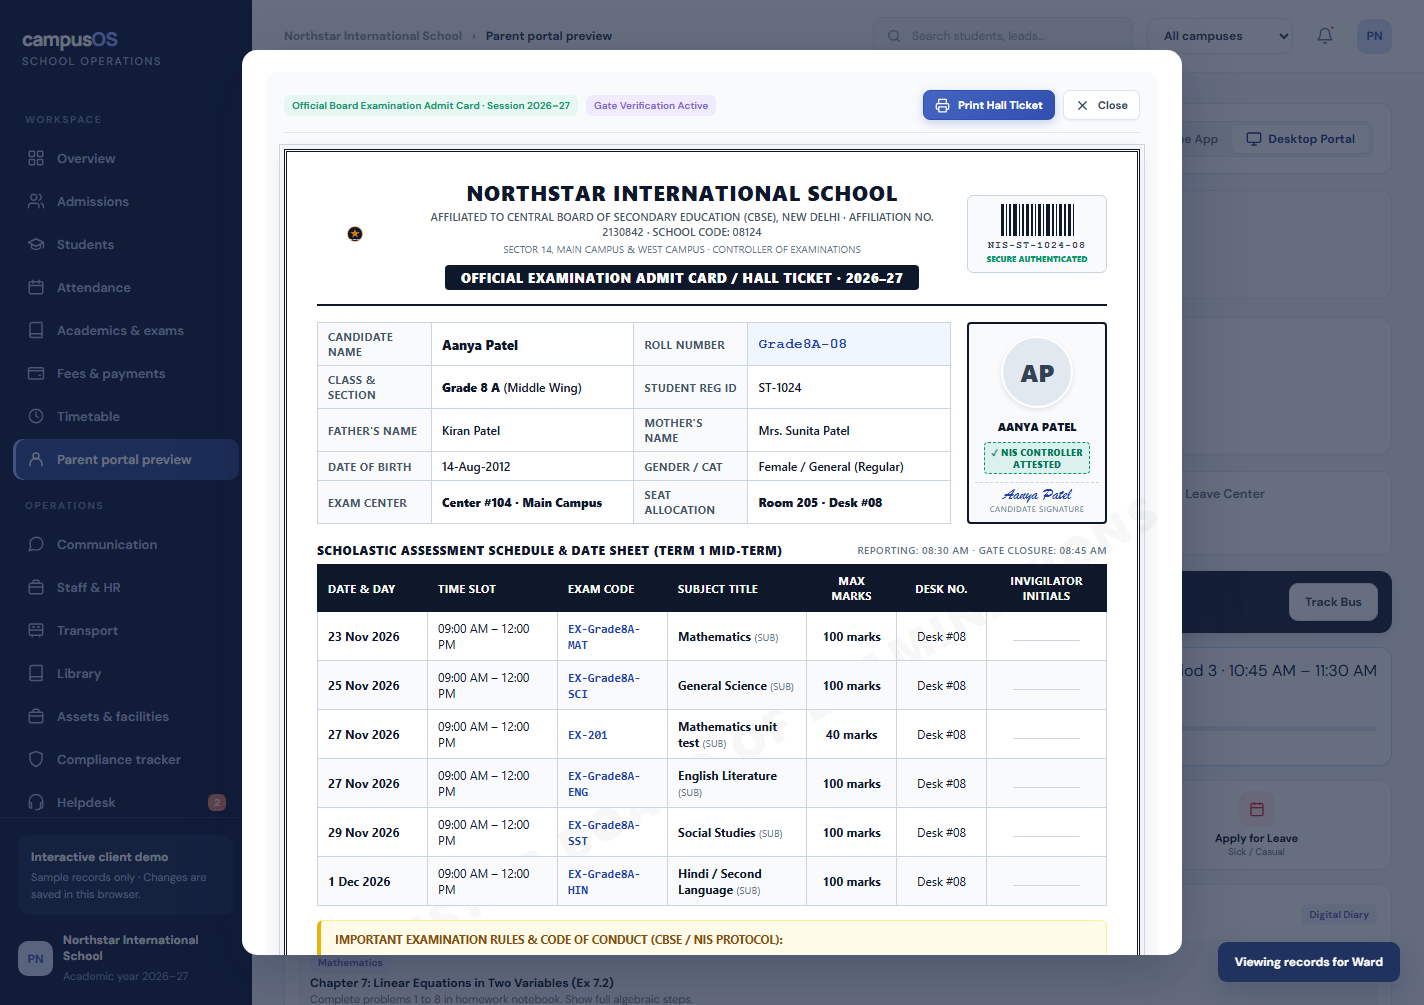 campusOS
SCHOOL OPERATIONS
WORKSPACE
Overview
Admissions
Students
Attendance
Academics & exams
Fees & payments
Timetable
Parent portal preview
OPERATIONS
Communication
Staff & HR
Transport
Library
Assets & facilities
Compliance tracker
Helpdesk
2
Interactive client demo
Sample records only · Changes are
saved in this browser.
PN
Northstar International
School
Academic year 2026–27
Northstar International School › Parent portal preview
Search students, leads...
All campuses
PN
Official Board Examination Admit Card · Session 2026–27
Gate Verification Active
Print Hall Ticket
Close
NORTHSTAR INTERNATIONAL SCHOOL
AFFILIATED TO CENTRAL BOARD OF SECONDARY EDUCATION (CBSE), NEW DELHI · AFFILIATION NO.
2130842 · SCHOOL CODE: 08124
SECTOR 14, MAIN CAMPUS & WEST CAMPUS · CONTROLLER OF EXAMINATIONS
OFFICIAL EXAMINATION ADMIT CARD / HALL TICKET · 2026–27
NIS-ST-1024-08
SECURE AUTHENTICATED
CANDIDATE
NAME
Aanya Patel
ROLL NUMBER
Grade8A-08
CLASS &
SECTION
Grade 8 A (Middle Wing)
STUDENT REG ID
ST-1024
FATHER'S NAME
Kiran Patel
MOTHER'S
NAME
Mrs. Sunita Patel
DATE OF BIRTH
14-Aug-2012
GENDER / CAT
Female / General (Regular)
EXAM CENTER
Center #104 · Main Campus
SEAT
ALLOCATION
Room 205 · Desk #08
AP
AANYA PATEL
✓ NIS CONTROLLER
ATTESTED
Aanya Patel
CANDIDATE SIGNATURE
SCHOLASTIC ASSESSMENT SCHEDULE & DATE SHEET (TERM 1 MID-TERM)
REPORTING: 08:30 AM · GATE CLOSURE: 08:45 AM
DATE & DAY
TIME SLOT
EXAM CODE
SUBJECT TITLE
MAX
MARKS
DESK NO.
INVIGILATOR
INITIALS
23 Nov 2026
09:00 AM – 12:00
PM
EX-Grade8A-
MAT
Mathematics (SUB)
100 marks
Desk #08
25 Nov 2026
09:00 AM – 12:00
PM
EX-Grade8A-
SCI
General Science (SUB)
100 marks
Desk #08
27 Nov 2026
09:00 AM – 12:00
PM
EX-201
Mathematics unit
test (SUB)
40 marks
Desk #08
27 Nov 2026
09:00 AM – 12:00
PM
EX-Grade8A-
ENG
English Literature
(SUB)
100 marks
Desk #08
29 Nov 2026
09:00 AM – 12:00
PM
EX-Grade8A-
SST
Social Studies (SUB)
100 marks
Desk #08
1 Dec 2026
09:00 AM – 12:00
PM
EX-Grade8A-
HIN
Hindi / Second
Language (SUB)
100 marks
Desk #08
IMPORTANT EXAMINATION RULES & CODE OF CONDUCT (CBSE / NIS PROTOCOL):
App
Desktop Portal
Leave Center
Track Bus
3 · 10:45 AM – 11:30 AM
Apply for Leave
Sick / Casual
Digital Diary
Mathematics
Chapter 7: Linear Equations in Two Variables (Ex 7.2)
Complete problems 1 to 8 in homework notebook. Show full algebraic steps.
Viewing records for Ward